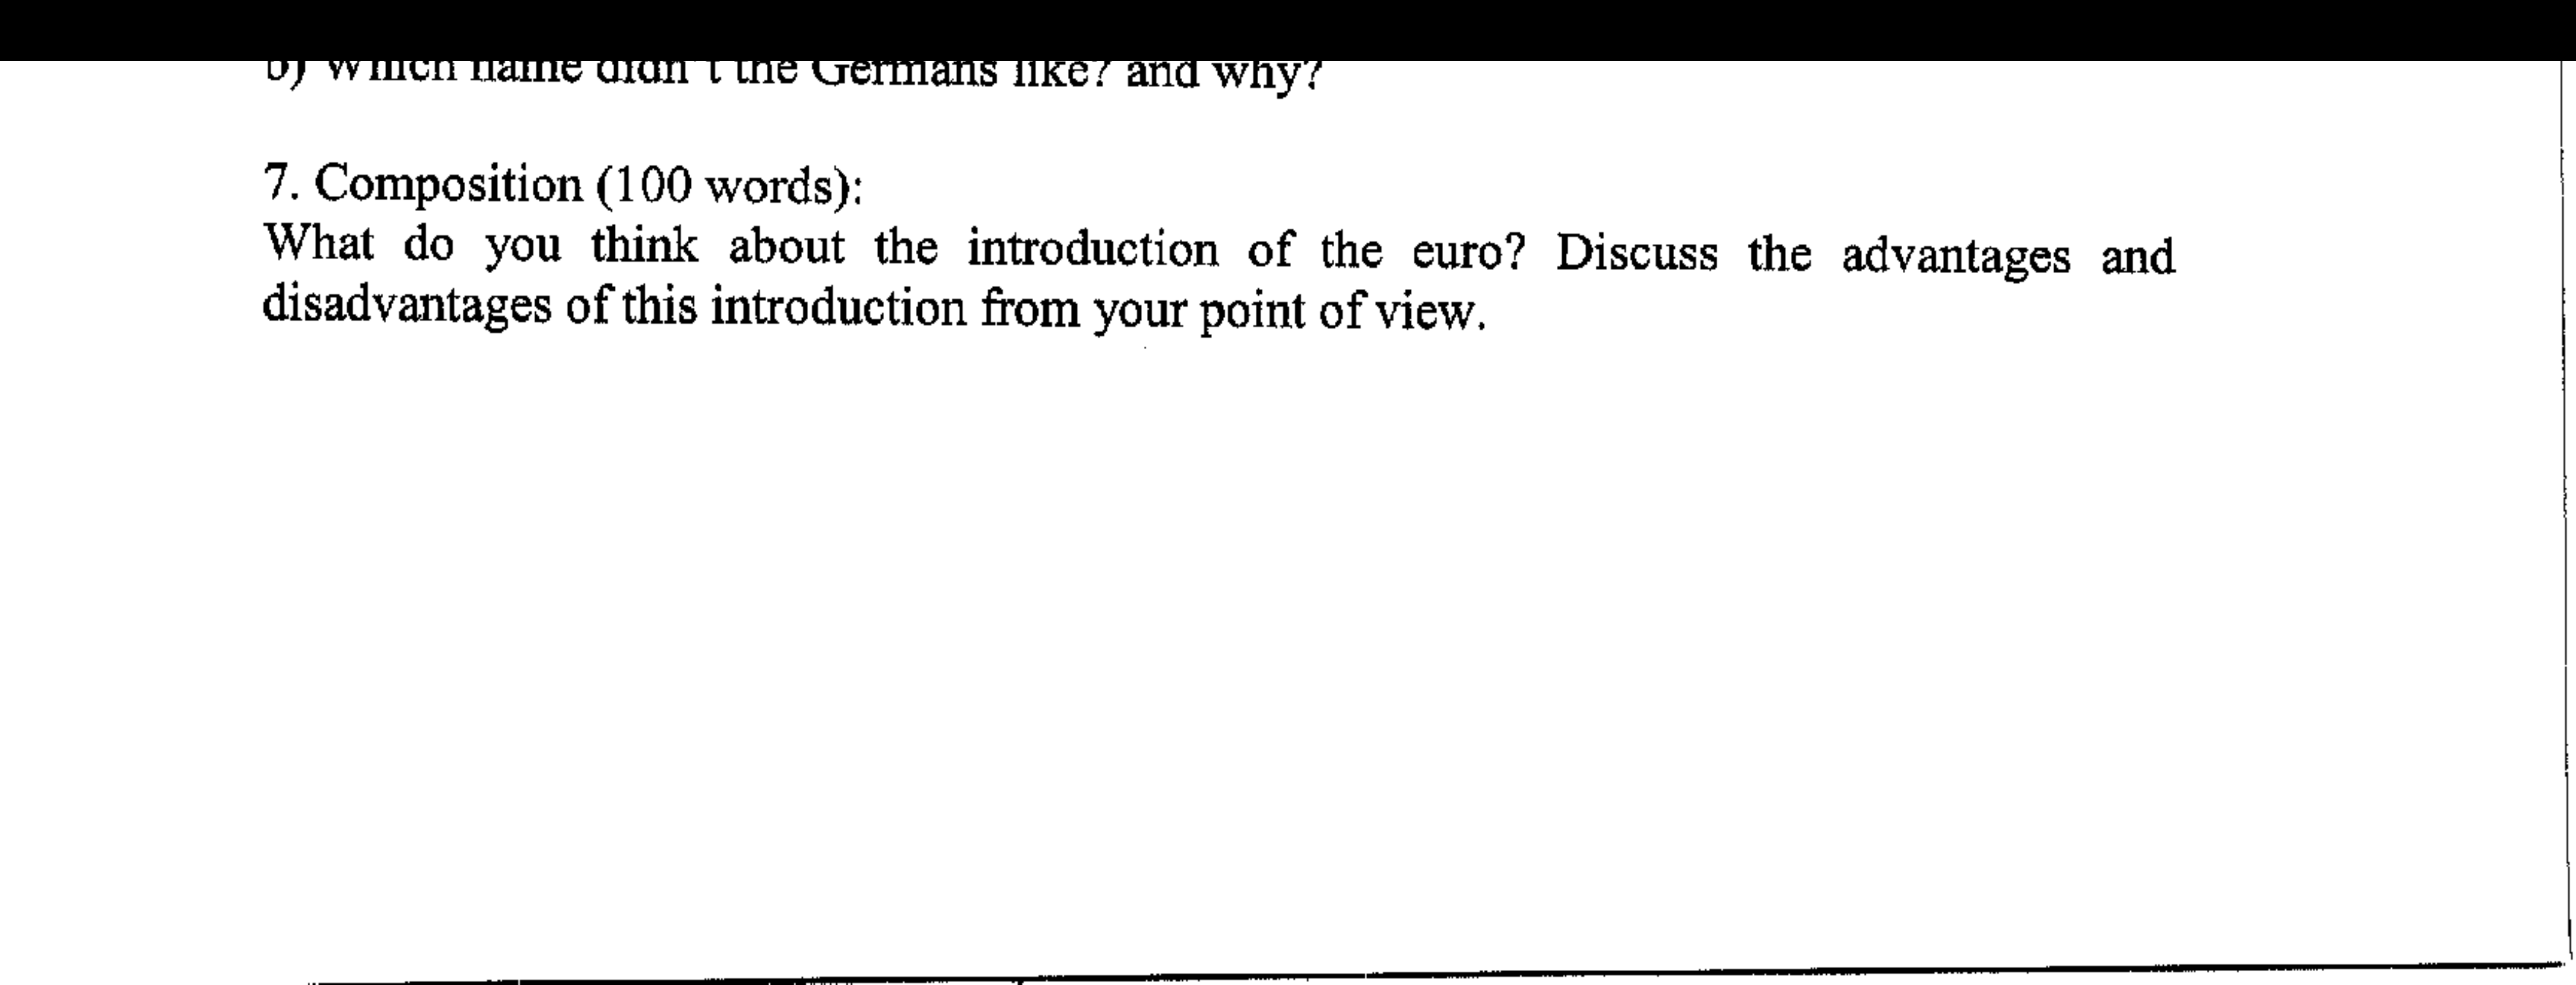 b) Which name didn't the Germans like? and why?
7. Composition (100 words):
What do you think about the introduction of the euro? Discuss the advantages and
disadvantages of this introduction from your point of view.